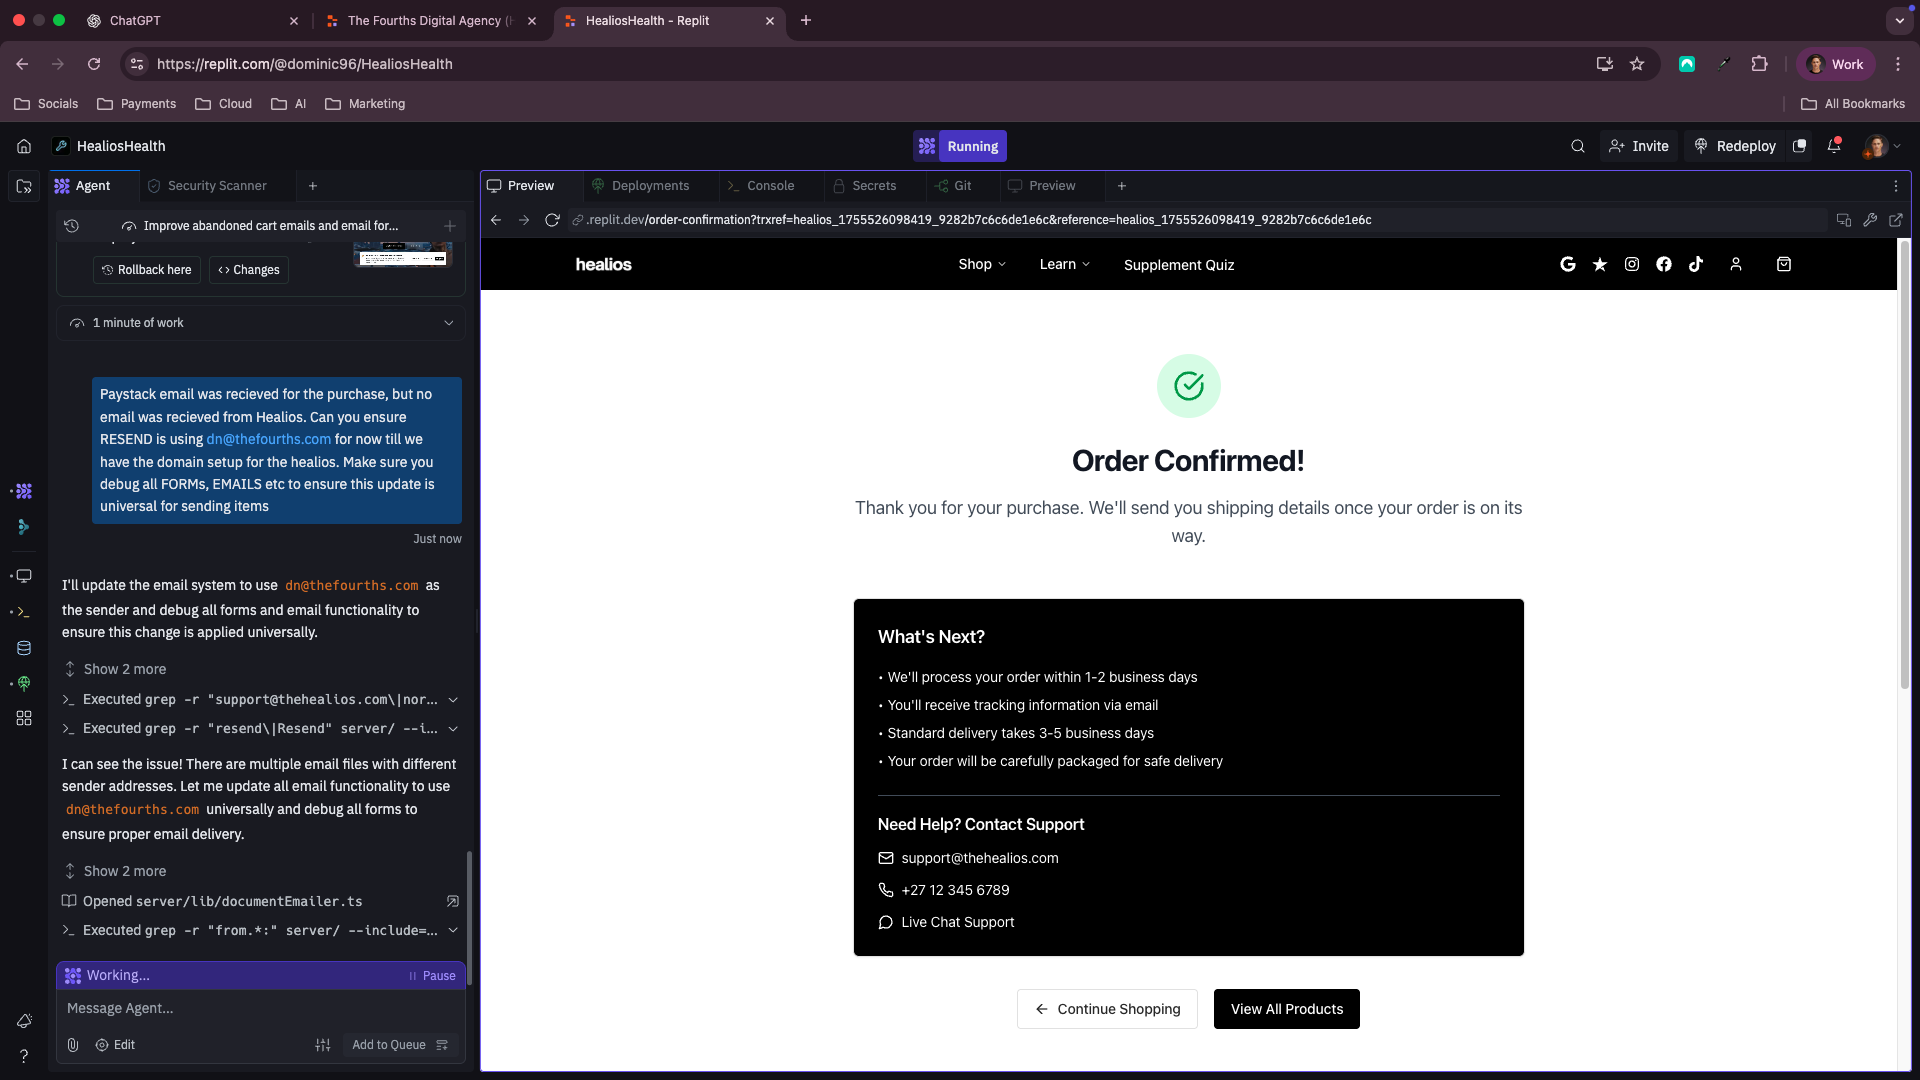 ChatGPT
The Fourths Digital Agency (
HealiosHealth - Replit
https://replit.com/@dominic96/HealiosHealth
Work
Socials
Payments
Cloud
AI
Marketing
All Bookmarks
HealiosHealth
Running
Invite
Redeploy
Agent
Security Scanner
Preview
Deployments
Console
Secrets
Git
Preview
Improve abandoned cart emails and email for...
.replit.dev/order-confirmation?trxref=healios_1755526098419_9282b7c6c6de1e6c&reference=healios_1755526098419_9282b7c6c6de1e6c
Rollback here
Changes
1 minute of work
Paystack email was recieved for the purchase, but no
email was recieved from Healios. Can you ensure
RESEND is using dn@thefourths.com for now till we
have the domain setup for the healios. Make sure you
debug all FORMs, EMAILS etc to ensure this update is
universal for sending items
Just now
I'll update the email system to use dn@thefourths.com as
the sender and debug all forms and email functionality to
ensure this change is applied universally.
Show 2 more
Executed grep -r "support@thehealios.com\|nor...
Executed grep -r "resend\|Resend" server/ --i...
I can see the issue! There are multiple email files with different
sender addresses. Let me update all email functionality to use
dn@thefourths.com universally and debug all forms to
ensure proper email delivery.
Show 2 more
Opened server/lib/documentEmailer.ts
Executed grep -r "from.*:" server/ --include=...
Working...
Pause
Message Agent...
Edit
Add to Queue
healios
Shop
Learn
Supplement Quiz
Order Confirmed!
Thank you for your purchase. We'll send you shipping details once your order is on its
way.
What's Next?
• We'll process your order within 1-2 business days
• You'll receive tracking information via email
• Standard delivery takes 3-5 business days
• Your order will be carefully packaged for safe delivery
Need Help? Contact Support
support@thehealios.com
+27 12 345 6789
Live Chat Support
Continue Shopping
View All Products